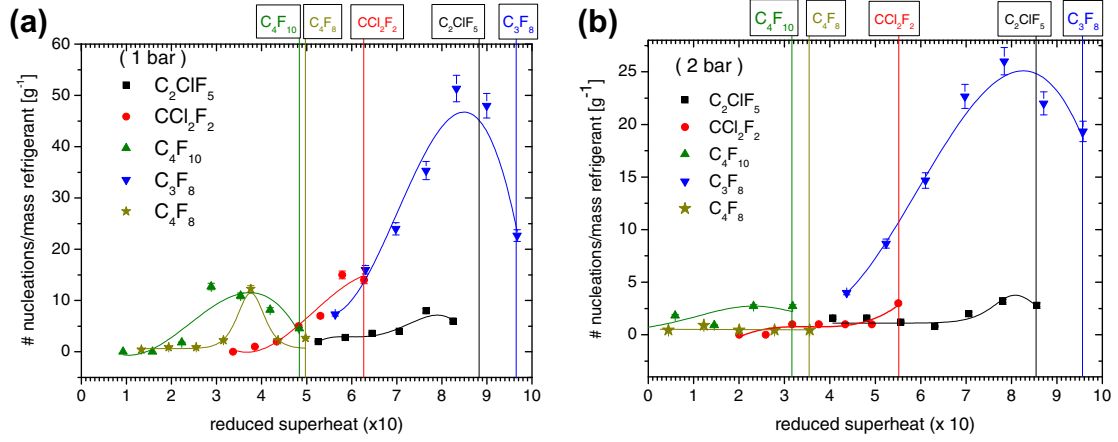 (a)
C₄F₁₀ C₄F₈ CCl₂F₂ C₂ClF₅ C₃F₈
( 1 bar )
C₂ClF₅
CCl₂F₂
C₄F₁₀
C₃F₈
C₄F₈
# nucleations/mass refrigerant [g⁻¹]
60
50
40
30
20
10
0
0 1 2 3 4 5 6 7 8 9 10
reduced superheat (x10)
(b)
C₄F₁₀ C₄F₈ CCl₂F₂ C₂ClF₅ C₃F₈
( 2 bar )
C₂ClF₅
CCl₂F₂
C₄F₁₀
C₃F₈
C₄F₈
# nucleations/mass refrigerant [g⁻¹]
25
20
15
10
5
0
0 1 2 3 4 5 6 7 8 9 10
reduced superheat (x 10)